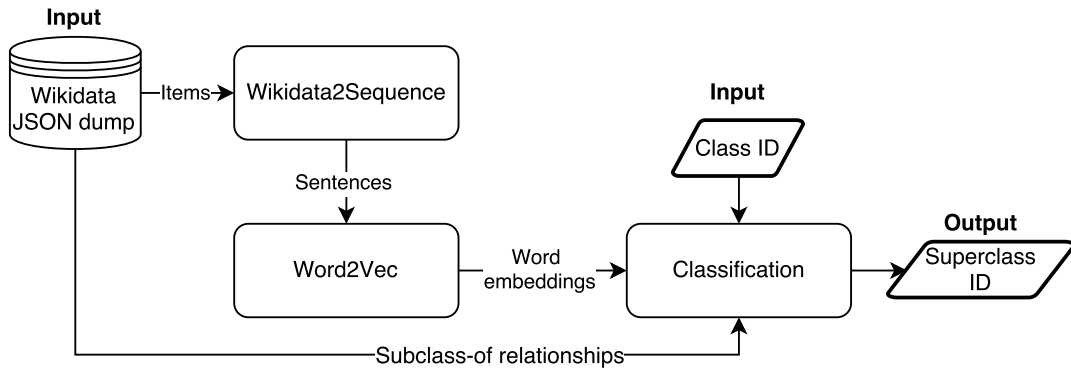 Input
Wikidata
JSON dump
Items
Wikidata2Sequence
Sentences
Word2Vec
Word
embeddings
Input
Class ID
Classification
Output
Superclass
ID
Subclass-of relationships